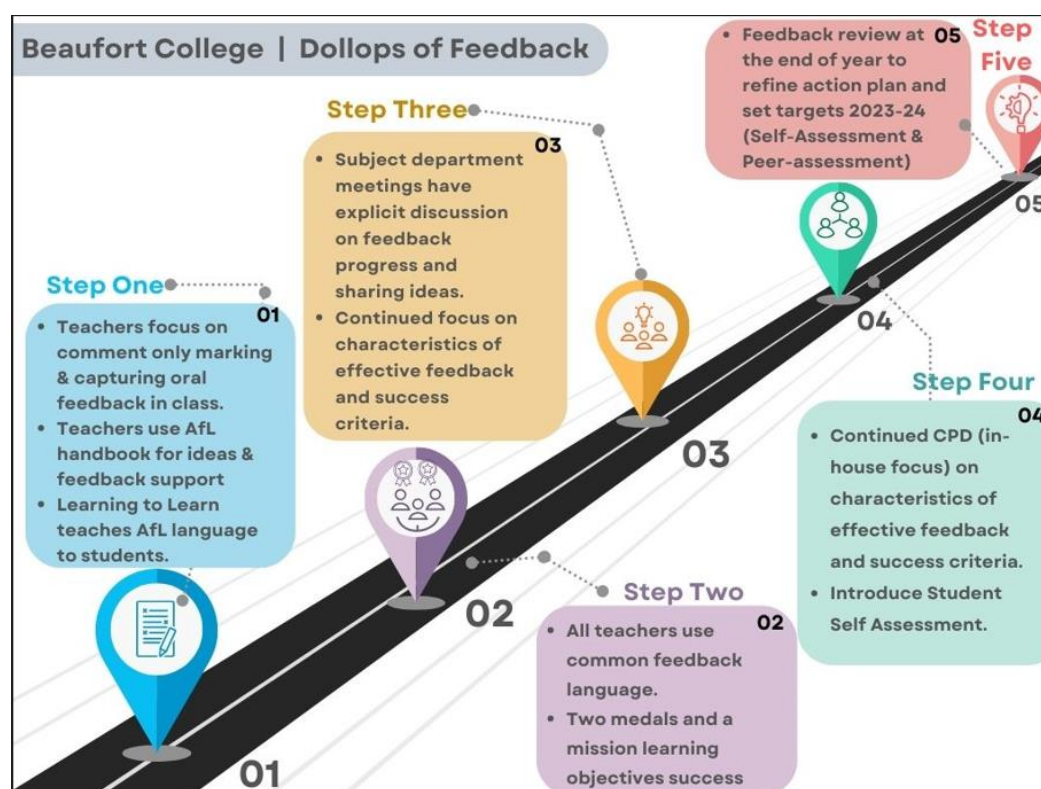 Beaufort College | Dollops of Feedback
Step One
01
• Teachers focus on
comment only marking
& capturing oral
feedback in class.
• Teachers use AfL
handbook for ideas &
feedback support
• Learning to Learn
teaches AfL language
to students.
01
Step Two
02
• All teachers use
common feedback
language.
• Two medals and a
mission learning
objectives success
02
Step Three
03
• Subject department
meetings have
explicit discussion
on feedback
progress and
sharing ideas.
• Continued focus on
characteristics of
effective feedback
and success
criteria.
03
Step Four
04
• Continued CPD (in-
house focus) on
characteristics of
effective feedback
and success criteria.
• Introduce Student
Self Assessment.
04
Step
Five
05
• Feedback review at
the end of year to
refine action plan and
set targets 2023-24
(Self-Assessment &
Peer-assessment)
05